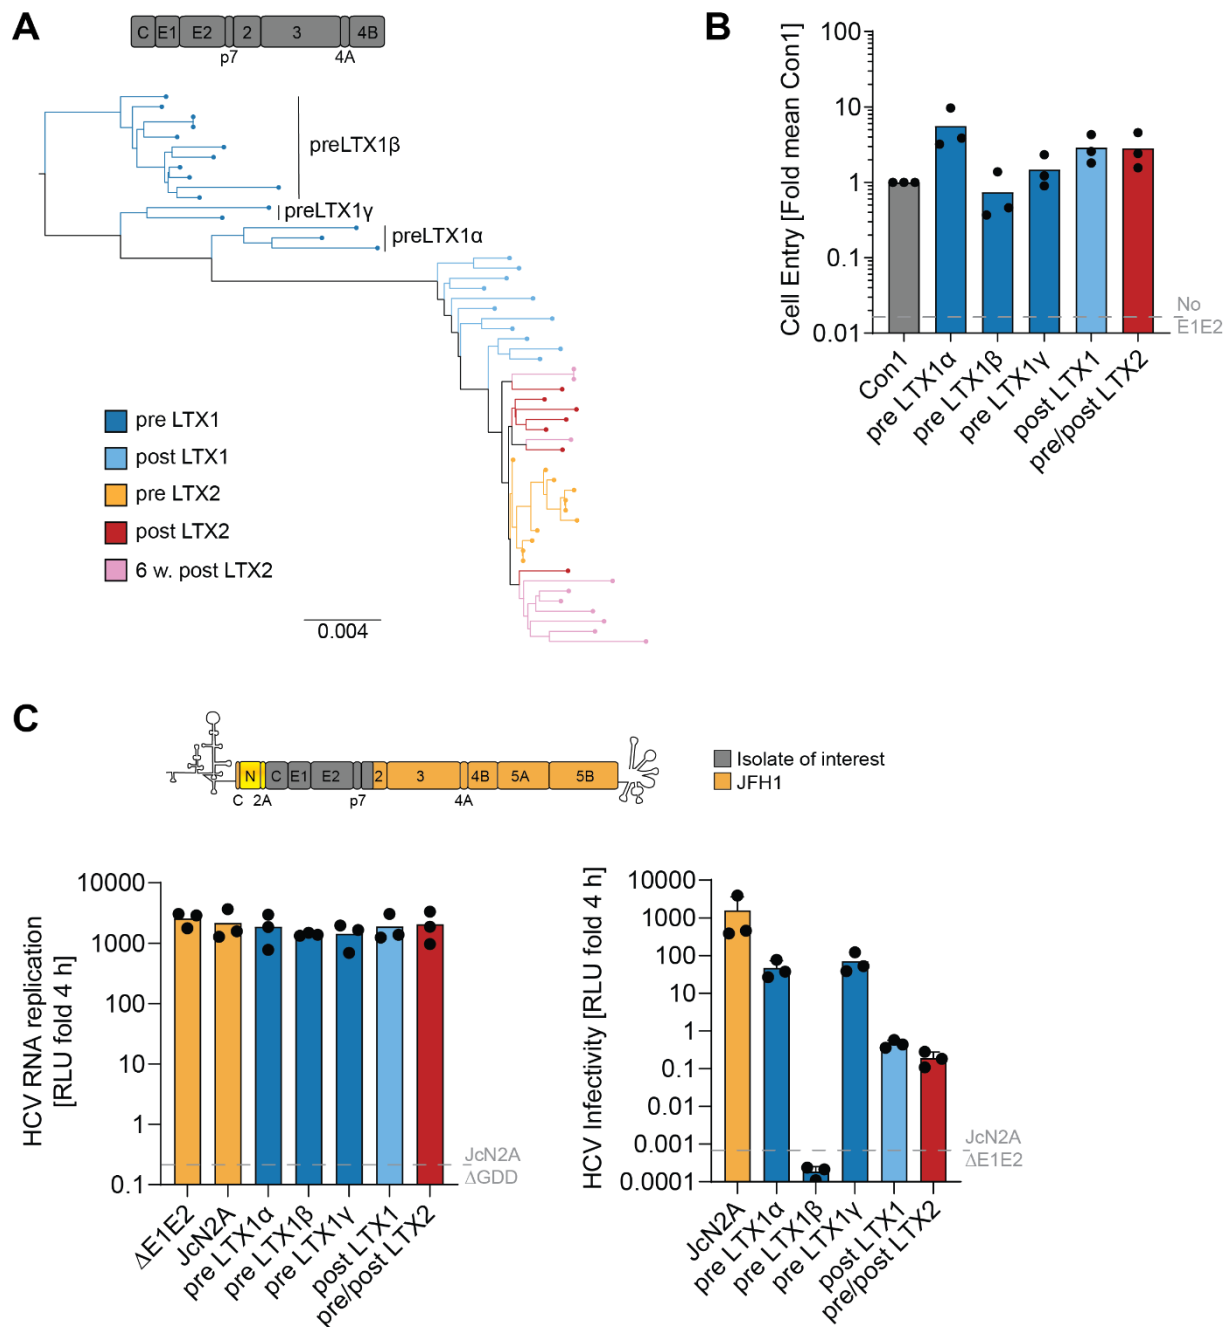 A
C E1 E2 2 3 4B
p7 4A
preLTX1β
preLTX1γ
preLTX1α
pre LTX1
post LTX1
pre LTX2
post LTX2
6 w. post LTX2
0.004
B
Cell Entry [Fold mean Con1]
100
10
1
0.1
0.01
No
E1E2
Con1
pre LTX1α
pre LTX1β
pre LTX1γ
post LTX1
pre/post LTX2
C
N C E1 E2 2 3 4B 5A 5B
C 2A p7 4A
Isolate of interest
JFH1
HCV RNA replication
[RLU fold 4 h]
10000
1000
100
10
1
0.1
JcN2A
ΔGDD
ΔE1E2
JcN2A
pre LTX1α
pre LTX1β
pre LTX1γ
post LTX1
pre/post LTX2
HCV Infectivity [RLU fold 4 h]
10000
1000
100
10
1
0.1
0.01
0.001
0.0001
JcN2A
ΔE1E2
JcN2A
pre LTX1α
pre LTX1β
pre LTX1γ
post LTX1
pre/post LTX2